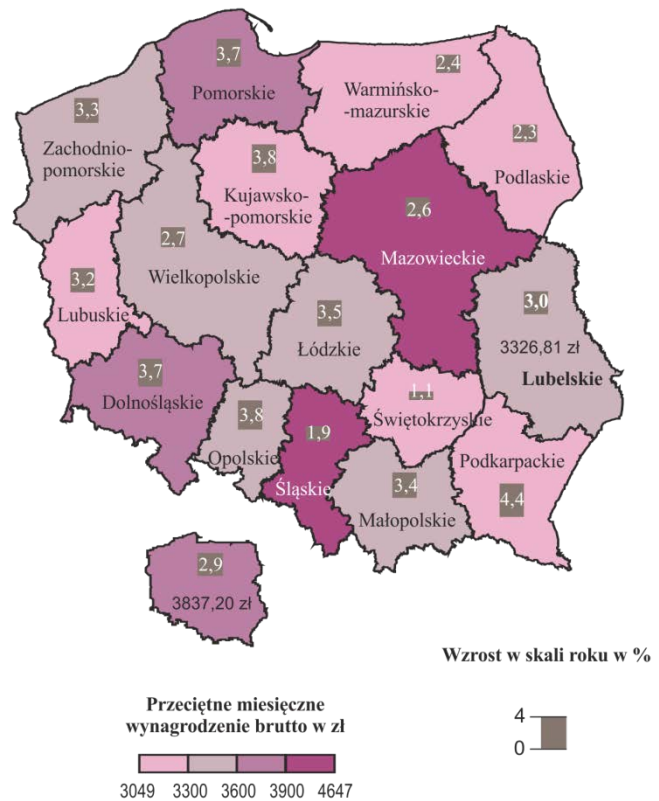 3,7
Pomorskie
2,4
Warmińsko-
-mazurskie
3,3
Zachodnio-
pomorskie
2,3
Podlaskie
3,8
Kujawsko-
-pomorskie
2,6
Mazowieckie
2,7
Wielkopolskie
3,2
Lubuskie
3,5
Łódzkie
3,0
3326,81 zł
Lubelskie
3,7
Dolnośląskie
3,8
Opolskie
1,9
Śląskie
1,1
Świętokrzyskie
Podkarpackie
4,4
3,4
Małopolskie
2,9
3837,20 zł
Wzrost w skali roku w %
4
0
Przeciętne miesięczne
wynagrodzenie brutto w zł
3049 3300 3600 3900 4647